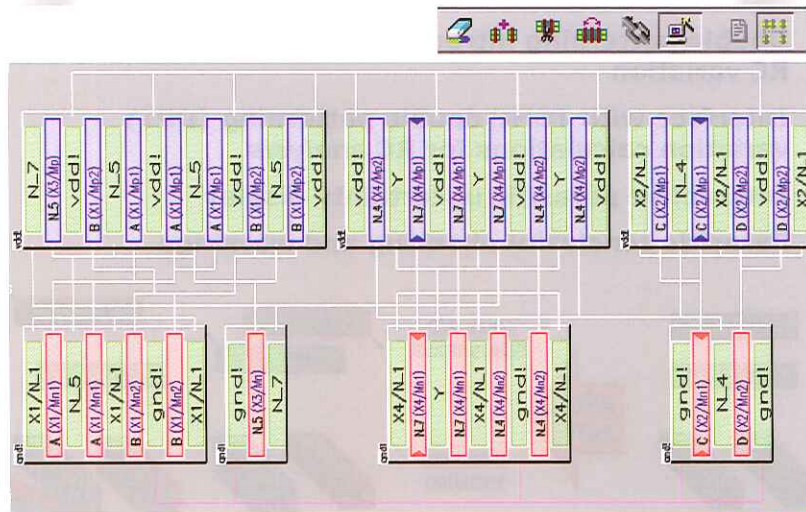 vdd!
N_7
N_5 (X3/Mp)
vdd!
B (X1/Mp2)
N_5
A (X1/Mp1)
vdd!
A (X1/Mp1)
N_5
A (X1/Mp1)
vdd!
B (X1/Mp2)
N_5
B (X1/Mp2)
vdd!
vdd!
vdd!
N_4 (X4/Mp2)
Y
N_7 (X4/Mp1)
vdd!
N_7 (X4/Mp1)
Y
N_7 (X4/Mp1)
vdd!
N_4 (X4/Mp2)
Y
N_4 (X4/Mp2)
vdd!
vdd!
X2/N_1
C (X2/Mp1)
N_4
C (X2/Mp1)
X2/N_1
D (X2/Mp2)
vdd!
D (X2/Mp2)
X2/N_1
gnd!
X1/N_1
A (X1/Mn1)
N_5
A (X1/Mn1)
X1/N_1
B (X1/Mn2)
gnd!
B (X1/Mn2)
X1/N_1
gnd!
gnd!
N_5 (X3/Mn)
N_7
gnd!
X4/N_1
N_7 (X4/Mn1)
Y
N_7 (X4/Mn1)
X4/N_1
N_4 (X4/Mn2)
gnd!
N_4 (X4/Mn2)
X4/N_1
gnd!
gnd!
C (X2/Mn1)
N_4
D (X2/Mn2)
gnd!